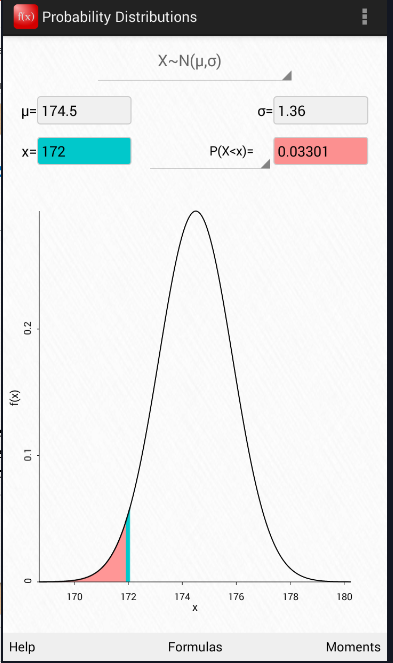 f(x) Probability Distributions
X~N(μ,σ)
μ= 174.5 σ= 1.36
x= 172 P(X<x)= 0.03301
0.2
0.1
0
f(x)
170 172 174 176 178 180
x
Help Formulas Moments